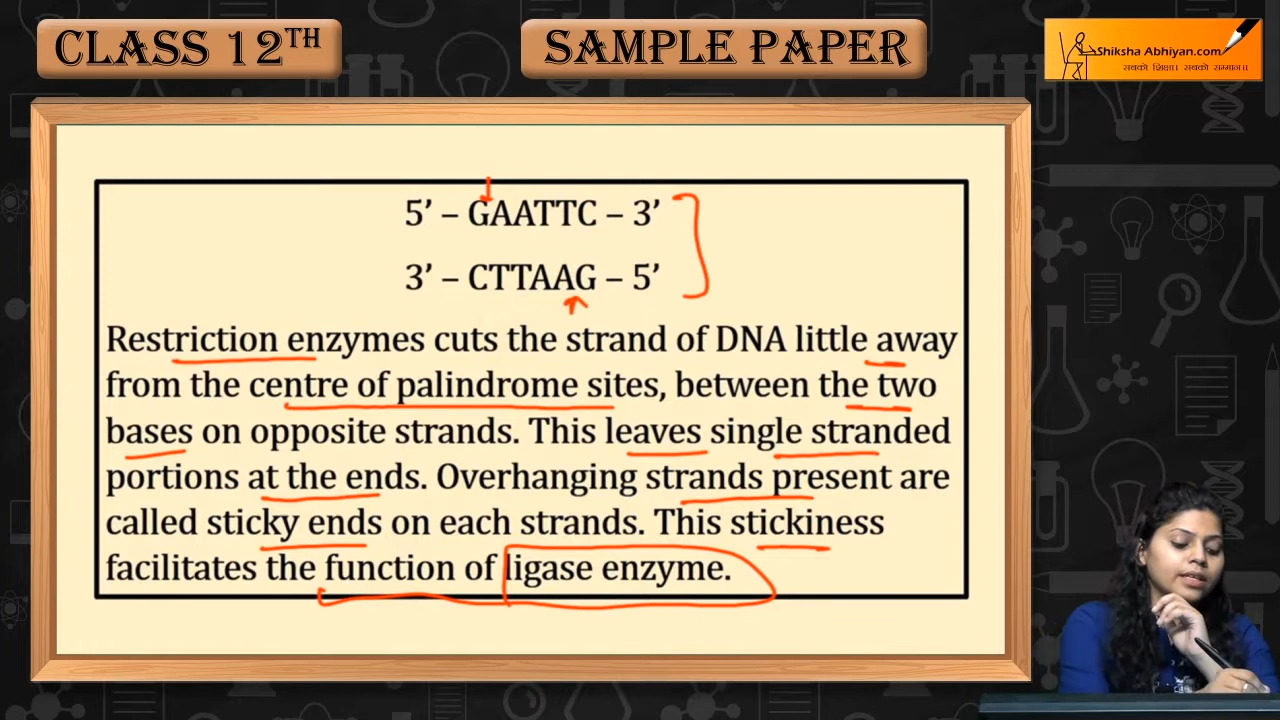 CLASS 12TH
SAMPLE PAPER
Shiksha Abhiyan.com
सबको शिक्षा। सबको सम्मान।।
5’ – GAATTC – 3’
3’ – CTTAAG – 5’
Restriction enzymes cuts the strand of DNA little away
from the centre of palindrome sites, between the two
bases on opposite strands. This leaves single stranded
portions at the ends. Overhanging strands present are
called sticky ends on each strands. This stickiness
facilitates the function of ligase enzyme.